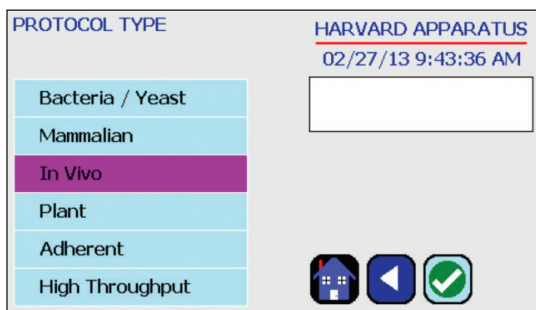 PROTOCOL TYPE
HARVARD APPARATUS
02/27/13 9:43:36 AM
Bacteria / Yeast
Mammalian
In Vivo
Plant
Adherent
High Throughput